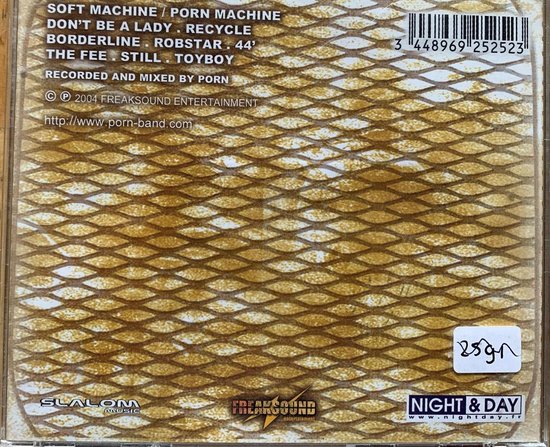 SOFT MACHINE / PORN MACHINE
DON'T BE A LADY . RECYCLE
BORDERLINE . ROBSTAR . 44'
THE FEE . STILL . TOYBOY
RECORDED AND MIXED BY PORN
© ℗ 2004 FREAKSOUND ENTERTAINMENT
http://www.porn-band.com
3 448969 252523
SLALOM
MUSIC
FREAKSOUND
ENTERTAINMENT
NIGHT & DAY
www.nightday.fr